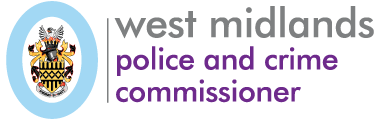 west midlands
police and crime
commissioner